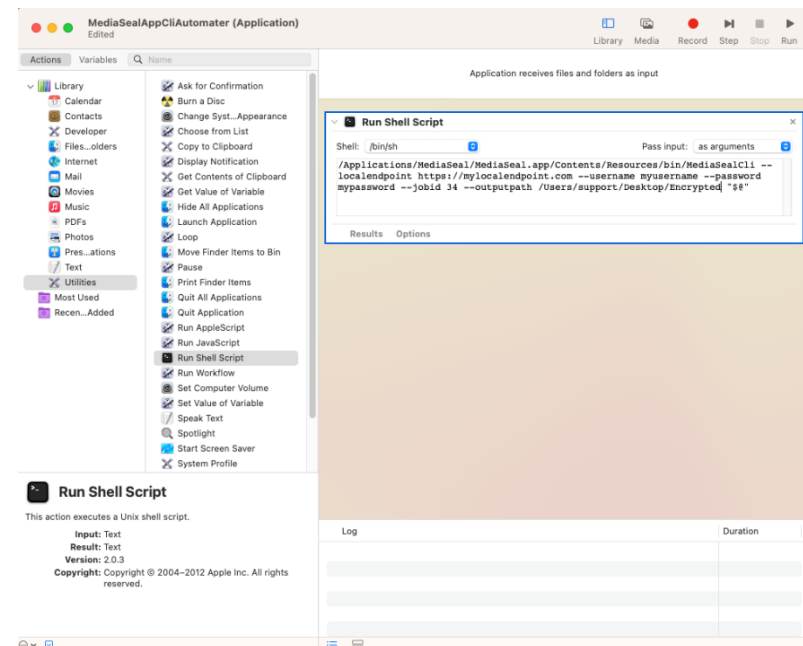 MediaSealAppCliAutomater (Application)
Edited
Library
Media
Record
Step
Stop
Run
Actions
Variables
Name
Library
Calendar
Contacts
Developer
Files...olders
Internet
Mail
Movies
Music
PDFs
Photos
Pres...ations
Text
Utilities
Most Used
Recen...Added
Ask for Confirmation
Burn a Disc
Change Syst...Appearance
Choose from List
Copy to Clipboard
Display Notification
Get Contents of Clipboard
Get Value of Variable
Hide All Applications
Launch Application
Loop
Move Finder Items to Bin
Pause
Print Finder Items
Quit All Applications
Quit Application
Run AppleScript
Run JavaScript
Run Shell Script
Run Workflow
Set Computer Volume
Set Value of Variable
Speak Text
Spotlight
Start Screen Saver
System Profile
Run Shell Script
This action executes a Unix shell script.
Input: Text
Result: Text
Version: 2.0.3
Copyright: Copyright © 2004–2012 Apple Inc. All rights
reserved.
Application receives files and folders as input
Run Shell Script
Shell: /bin/sh
Pass input: as arguments
/Applications/MediaSeal/MediaSeal.app/Contents/Resources/bin/MediaSealCli --
localendpoint https://mylocalendpoint.com --username myusername --password
mypassword --jobid 34 --outputpath /Users/support/Desktop/Encrypted "$@"
Results Options
Log
Duration